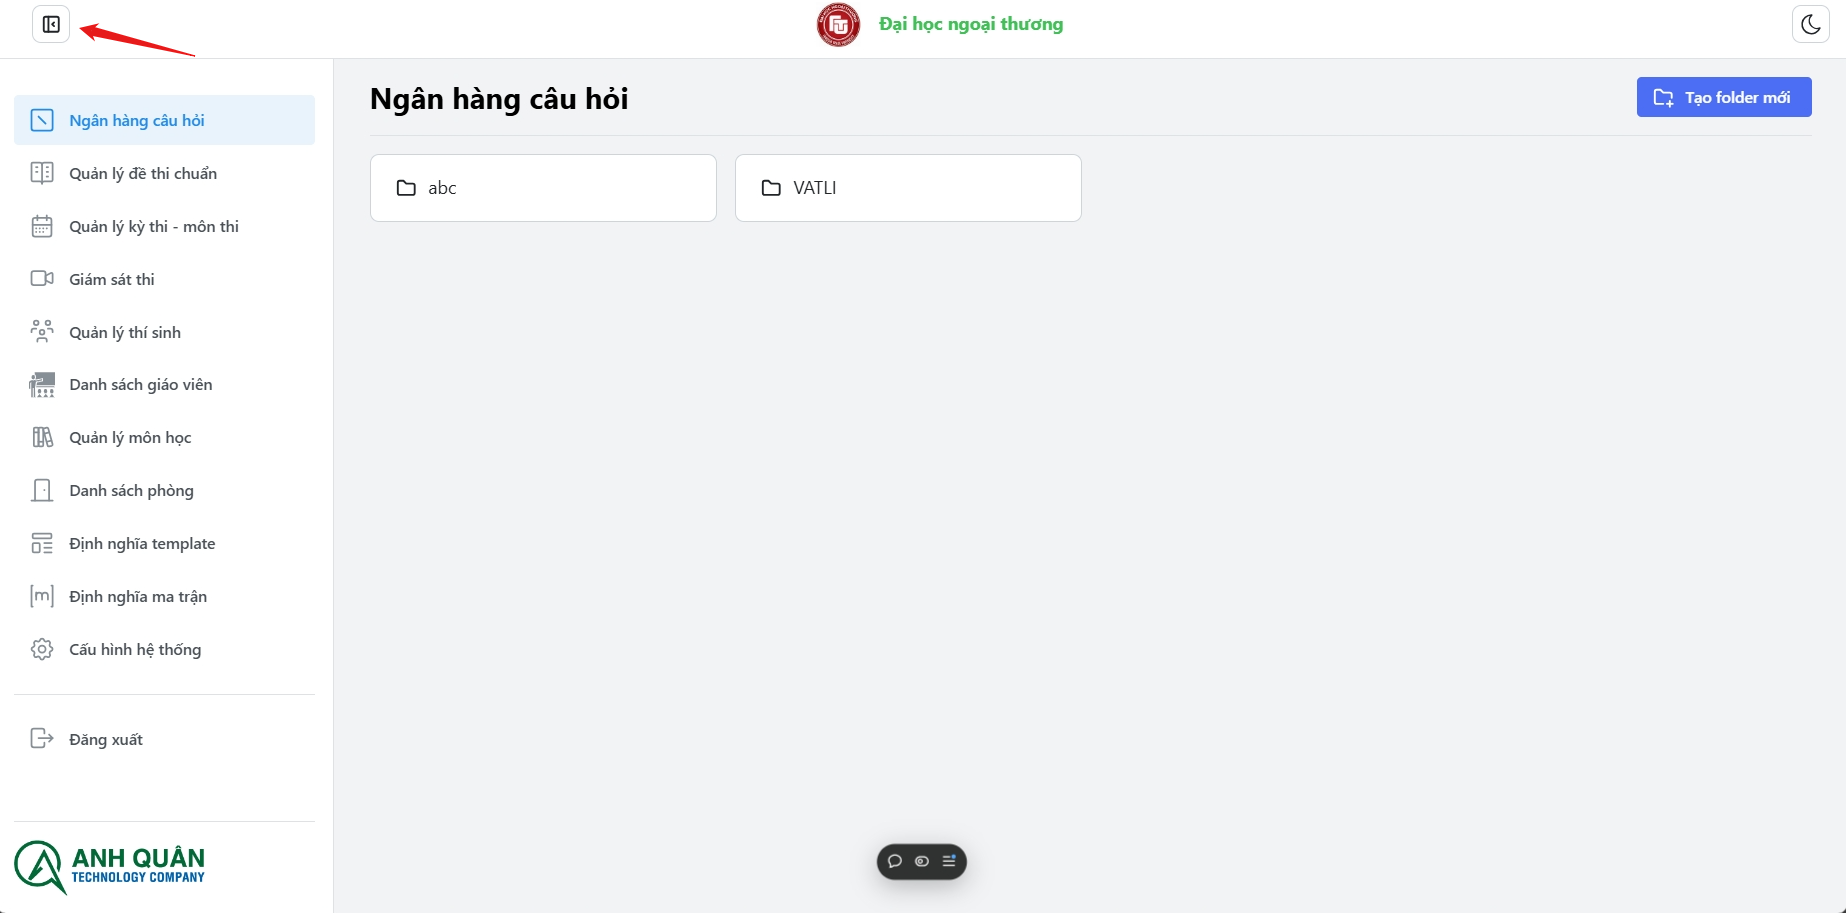 Đại học ngoại thương
Ngân hàng câu hỏi
Quản lý đề thi chuẩn
Quản lý kỳ thi - môn thi
Giám sát thi
Quản lý thí sinh
Danh sách giáo viên
Quản lý môn học
Danh sách phòng
Định nghĩa template
Định nghĩa ma trận
Cấu hình hệ thống
Đăng xuất
ANH QUÂN
TECHNOLOGY COMPANY
Ngân hàng câu hỏi
Tạo folder mới
abc
VATLI